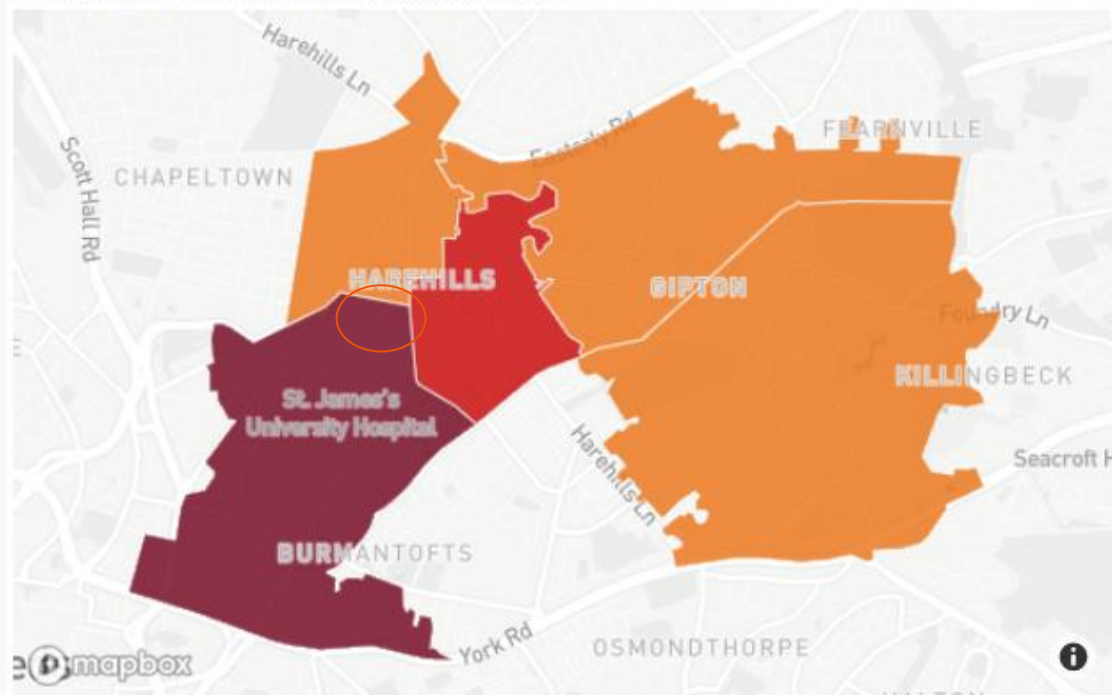 Harehills Ln
Scott Hall Rd
CHAPELTOWN
Easterly Rd
FEARNVILLE
HAREHILLS
GIPTON
Foundry Ln
KILLINGBECK
St. James's
University Hospital
Seacroft H
Harehills Ln
BURMANTOFTS
York Rd
OSMONDTHORPE
mapbox
HALTON